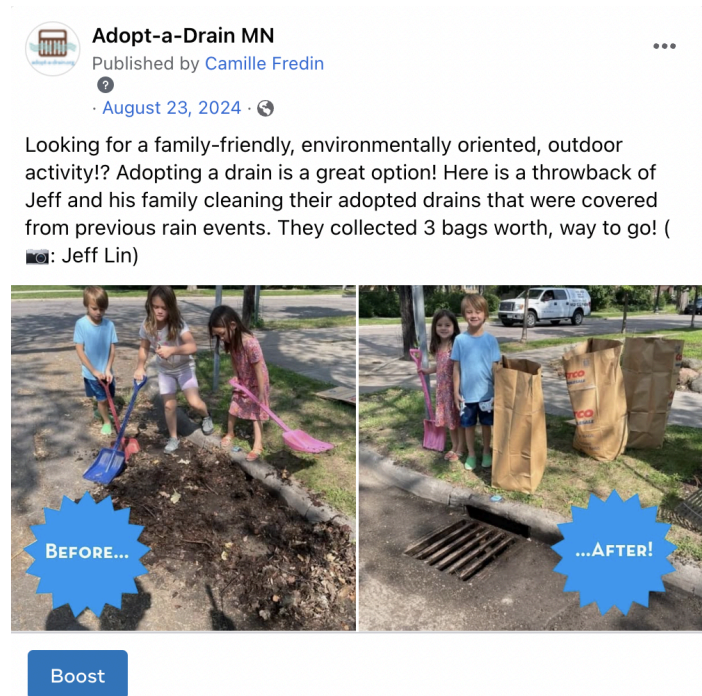 Adopt-a-Drain MN
Published by Camille Fredin
?
· August 23, 2024 ·
Looking for a family-friendly, environmentally oriented, outdoor
activity!? Adopting a drain is a great option! Here is a throwback of
Jeff and his family cleaning their adopted drains that were covered
from previous rain events. They collected 3 bags worth, way to go! (
📷: Jeff Lin)
BEFORE...
...AFTER!
Boost